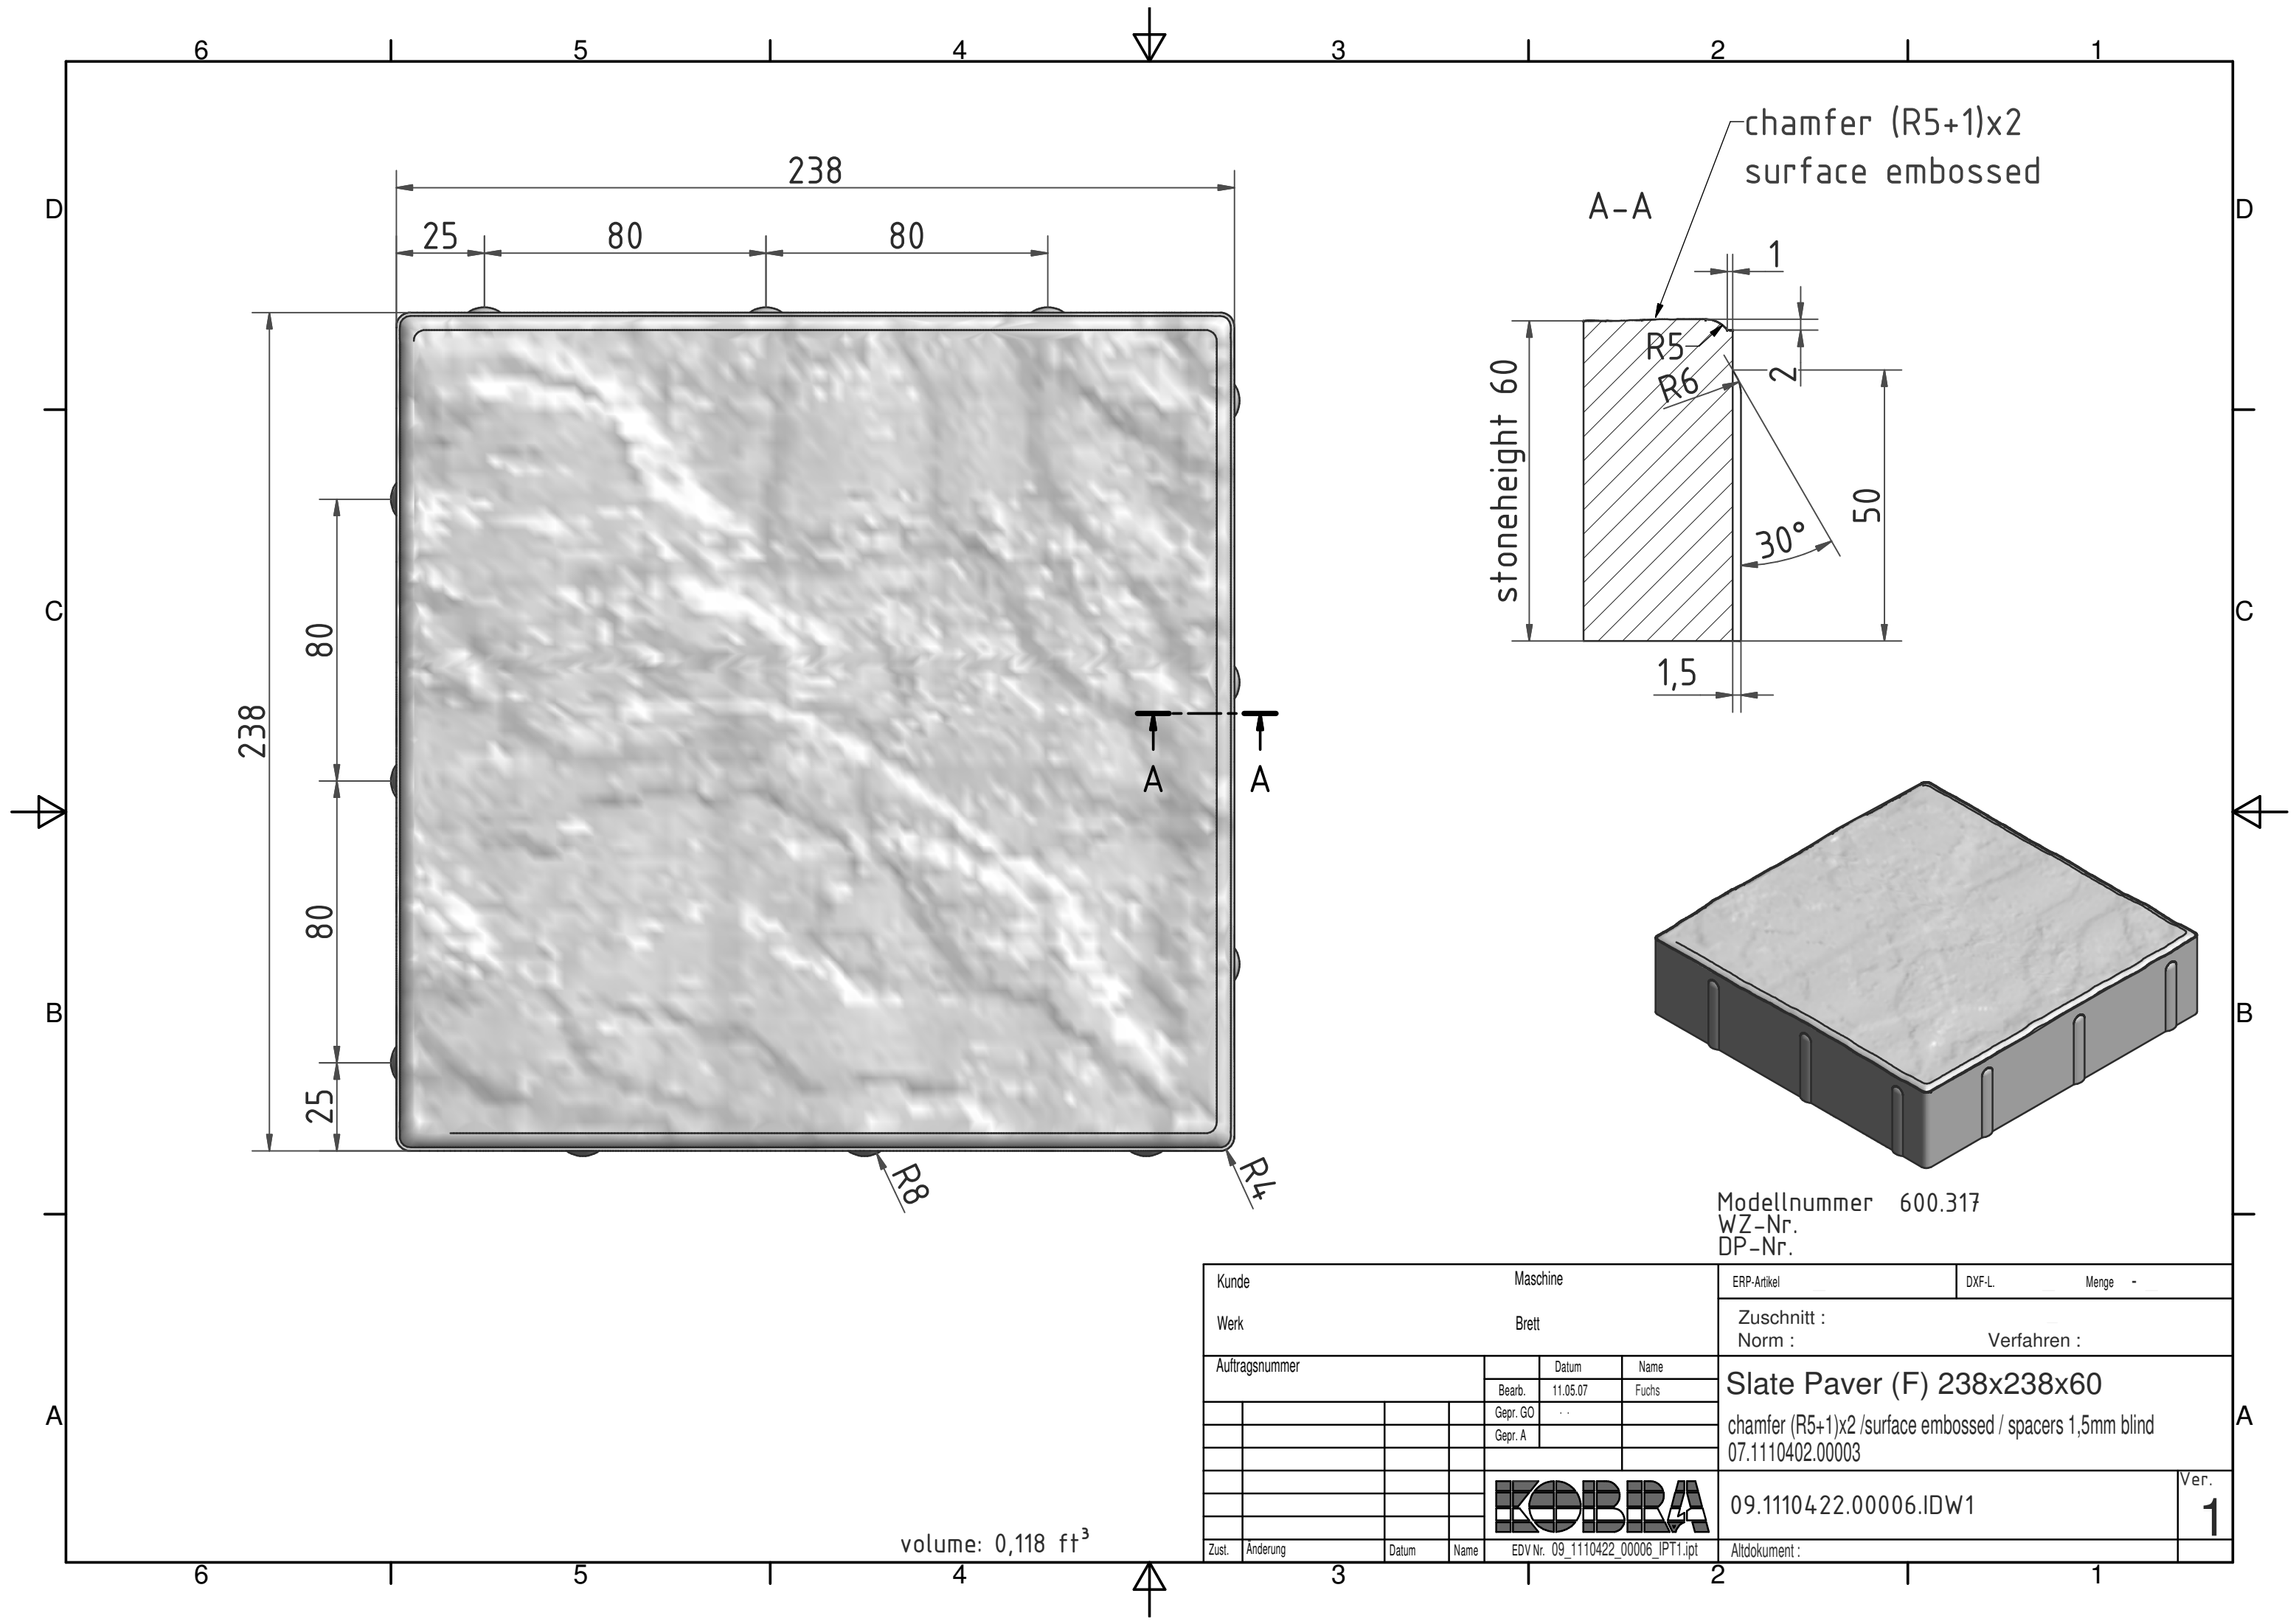 6 5 4 3 2 1
D
D
C
C
B
B
A
A
238
25 80 80
238
80
80
25
R8
R4
A A
chamfer (R5+1)x2
surface embossed
A-A
1
R5
R6
2
stoneheight 60
30°
50
1,5
Modellnummer 600.317
WZ-Nr.
DP-Nr.
Kunde Maschine
Werk Brett
Auftragsnummer
ERP-Artikel DXF-L. Menge -
Zuschnitt :
Norm : Verfahren :
Datum Name
Bearb. 11.05.07 Fuchs
Gepr. GO . .
Gepr. A
Slate Paver (F) 238x238x60
chamfer (R5+1)x2 /surface embossed / spacers 1,5mm blind
07.1110402.00003
KOBRA
09.1110422.00006.IDW1
Ver.
1
Zust. Änderung Datum Name
EDV Nr. 09_1110422_00006_IPT1.ipt
Altdokument :
volume: 0,118 ft³
6 5 4 3 2 1